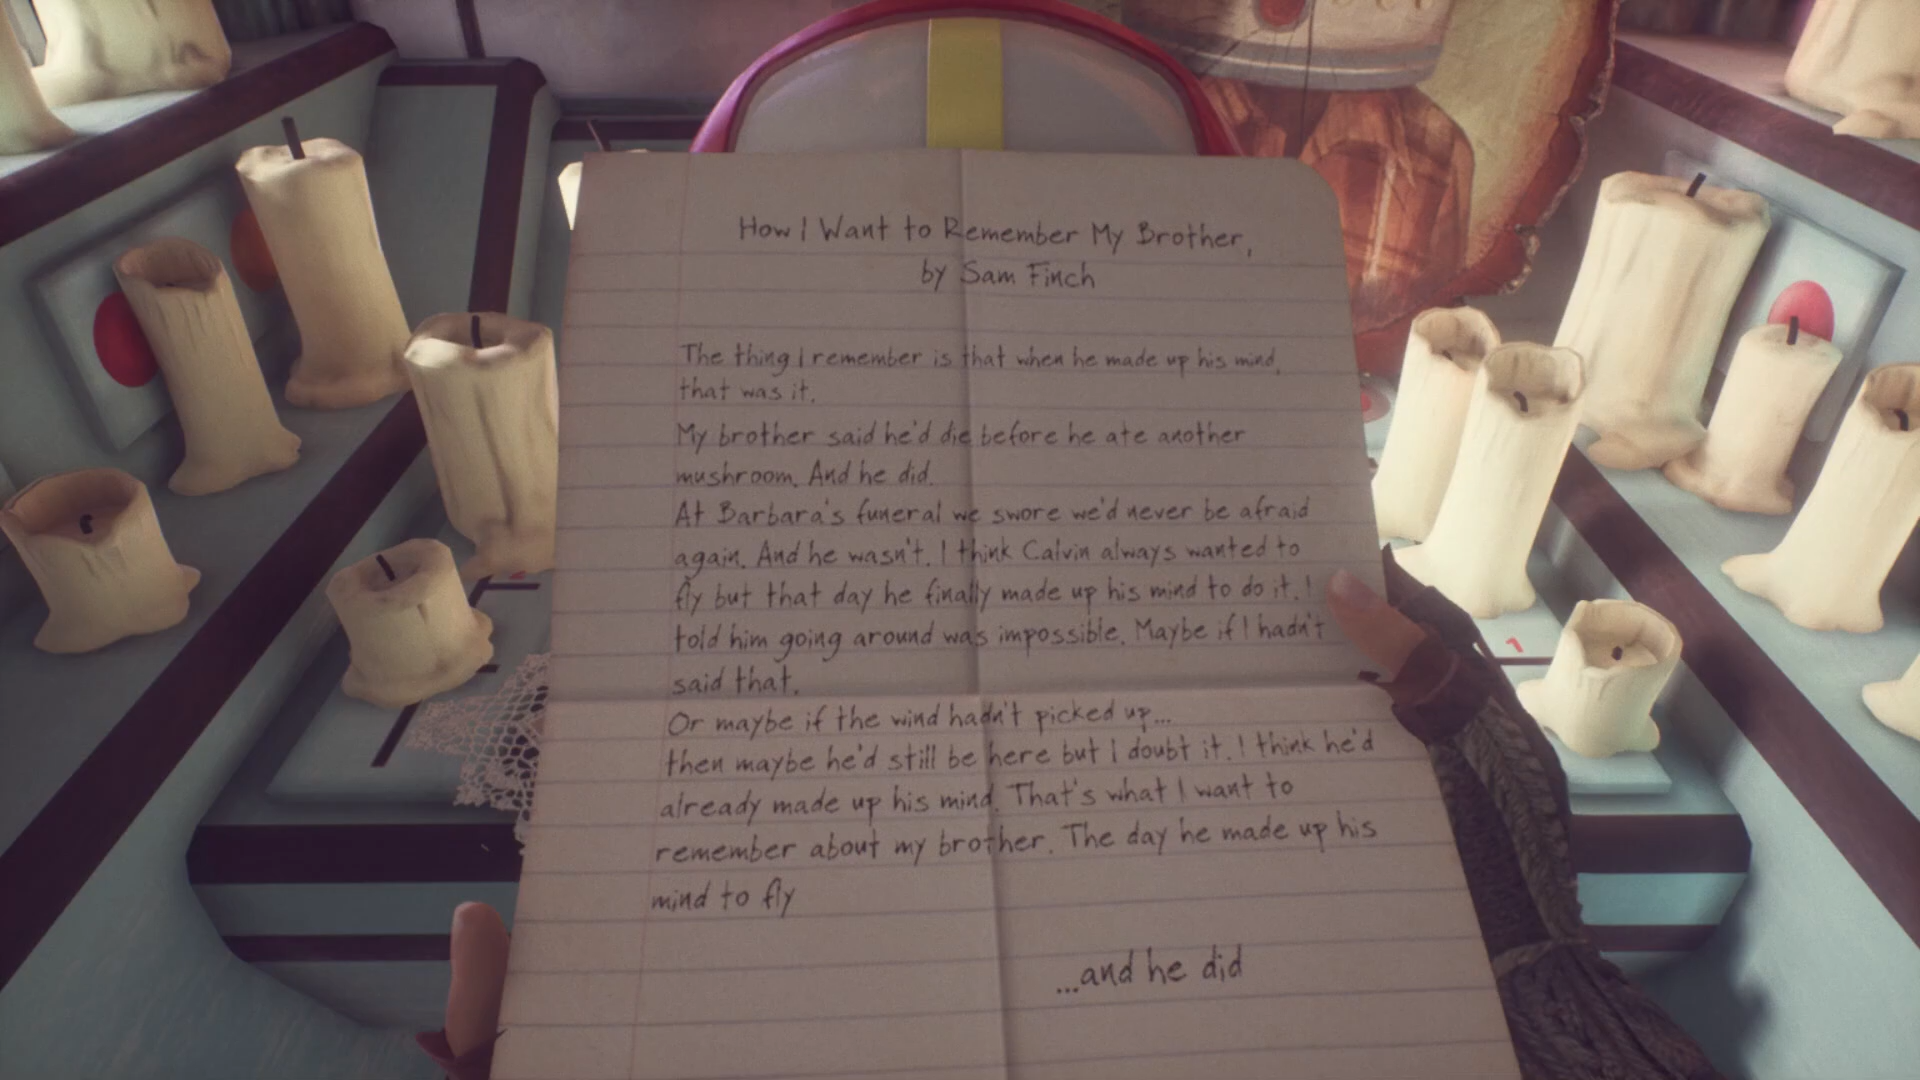 How I Want to Remember My Brother,
by Sam Finch
The thing I remember is that when he made up his mind,
that was it.
My brother said he'd die before he ate another
mushroom. And he did.
At Barbara's funeral we swore we'd never be afraid
again. And he wasn't. I think Calvin always wanted to
fly but that day he finally made up his mind to do it. I
told him going around was impossible. Maybe if I hadn't
said that.
Or maybe if the wind hadn't picked up...
then maybe he'd still be here but I doubt it. I think he'd
already made up his mind. That's what I want to
remember about my brother. The day he made up his
mind to fly
...and he did